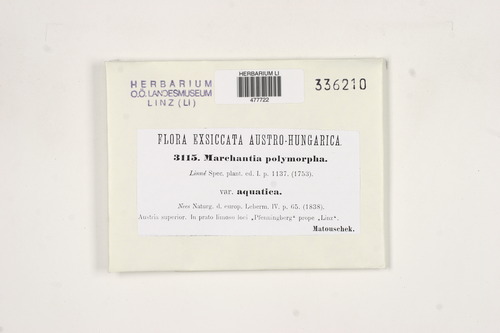 HERBARIUM
O.Ö. LANDESMUSEUM
LINZ (LI)
HERBARIUM LI
477722
336210
FLORA EXSICCATA AUSTRO-HUNGARICA.
3115. Marchantia polymorpha.
Linné Spec. plant. ed. I. p. 1137. (1753).
var. aquatica.
Nees Naturg. d. europ. Leberm. IV. p. 65. (1838).
Austria superior. In prato limoso loci „Pfenningberg“ prope „Linz“.
Matouschek.